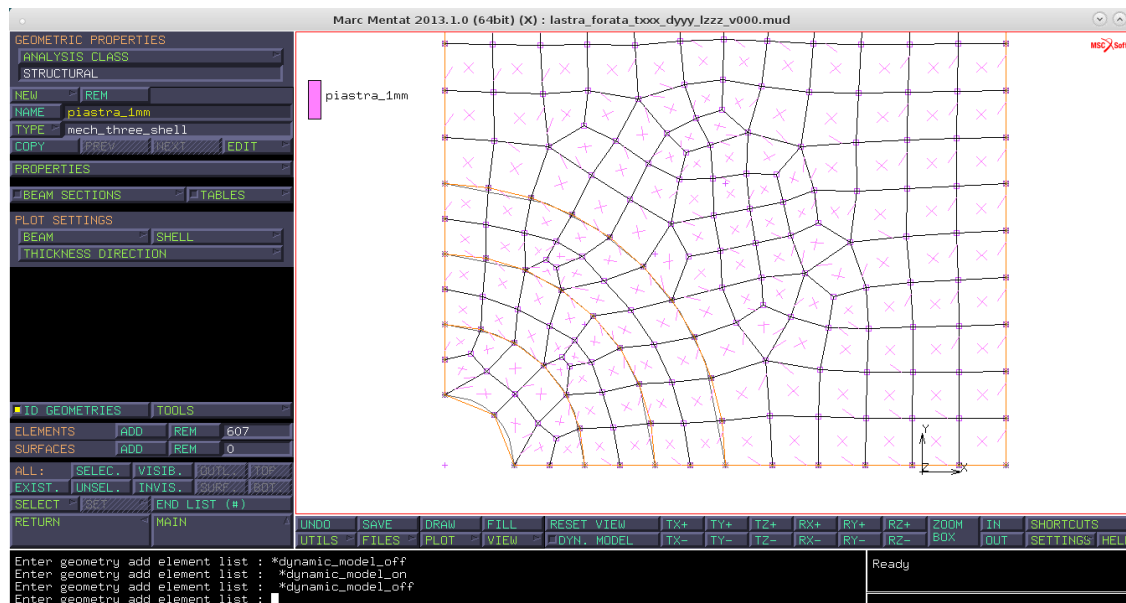 Marc Mentat 2013.1.0 (64bit) (X) : lastra_forata_txxx_dyyy_lzzz_v000.mud
GEOMETRIC PROPERTIES
ANALYSIS CLASS
STRUCTURAL
NEW REM
NAME piastra_1mm
TYPE mech_three_shell
COPY PREV NEXT EDIT
PROPERTIES
BEAM SECTIONS TABLES
PLOT SETTINGS
BEAM SHELL
THICKNESS DIRECTION
ID GEOMETRIES TOOLS
ELEMENTS ADD REM 607
SURFACES ADD REM 0
ALL: SELEC. VISIB. OUTL. TOP
EXIST. UNSEL. INVIS. SURF. BOT.
SELECT SET END LIST (#)
RETURN MAIN
piastra_1mm
MSC Soft
Y
Z X
UNDO SAVE DRAW FILL RESET VIEW TX+ TY+ TZ+ RX+ RY+ RZ+ ZOOM BOX IN SHORTCUTS
UTILS FILES PLOT VIEW DYN. MODEL TX- TY- TZ- RX- RY- RZ- OUT SETTINGS HELP
Enter geometry add element list : *dynamic_model_off
Enter geometry add element list : *dynamic_model_on
Enter geometry add element list : *dynamic_model_off
Enter geometry add element list :
Ready